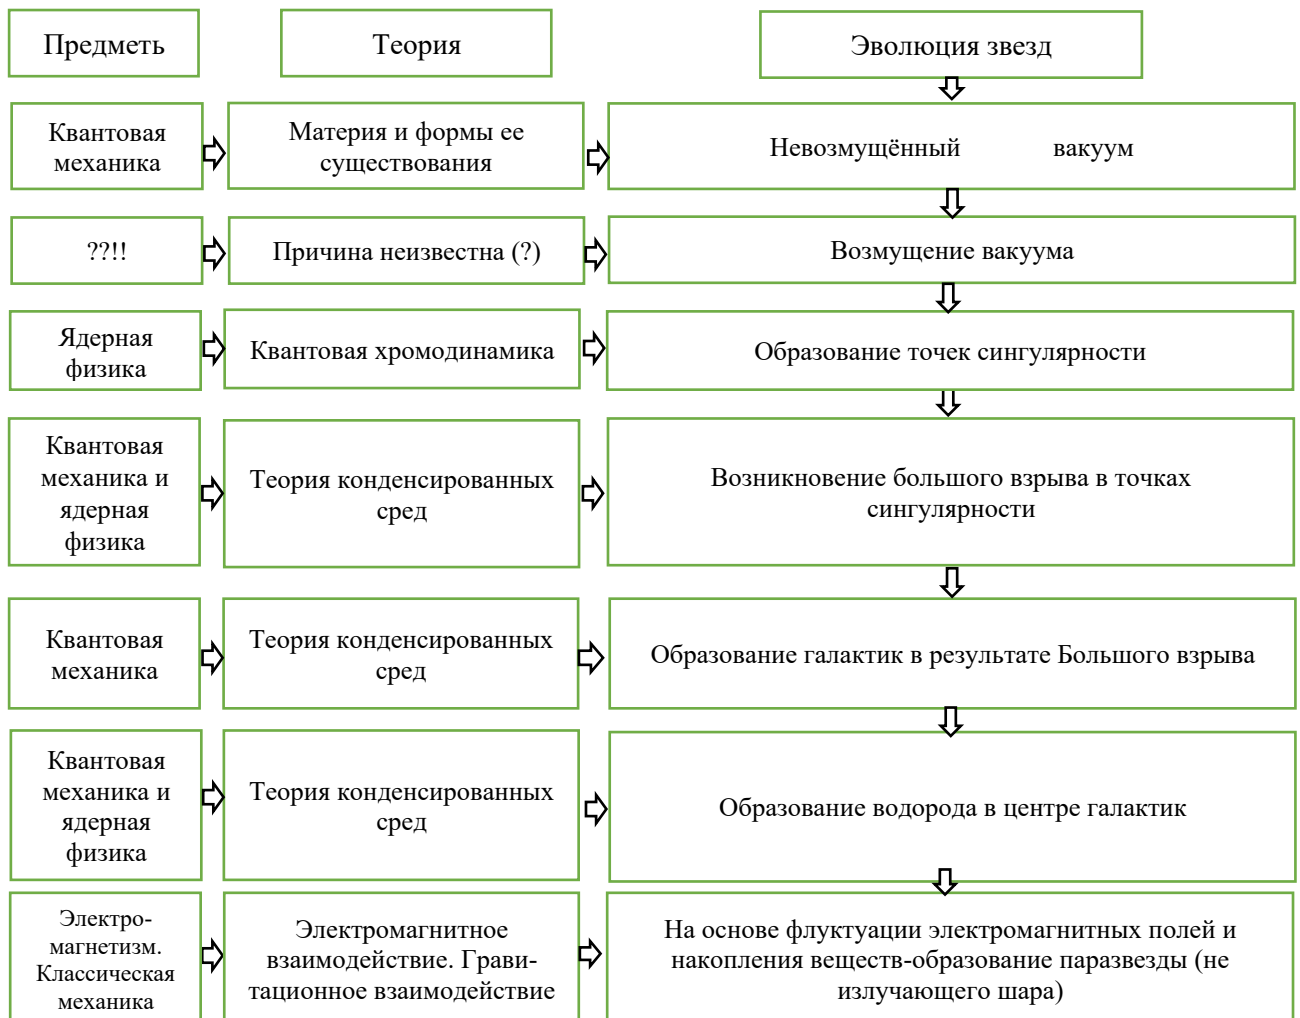 Предметь
Теория
Эволюция звезд
Квантовая
механика
Материя и формы ее
существования
Невозмущённый вакуум
??!!
Причина неизвестна (?)
Возмущение вакуума
Ядерная
физика
Квантовая хромодинамика
Образование точек сингулярности
Квантовая
механика и
ядерная
физика
Теория конденсированных
сред
Возникновение большого взрыва в точках
сингулярности
Квантовая
механика
Теория конденсированных
сред
Образование галактик в результате Большого взрыва
Квантовая
механика и
ядерная
физика
Теория конденсированных
сред
Образование водорода в центре галактик
Электро-
магнетизм.
Классическая
механика
Электромагнитное
взаимодействие. Грави-
тационное взаимодействие
На основе флуктуации электромагнитных полей и
накопления веществ-образование паразвезды (не
излучающего шара)